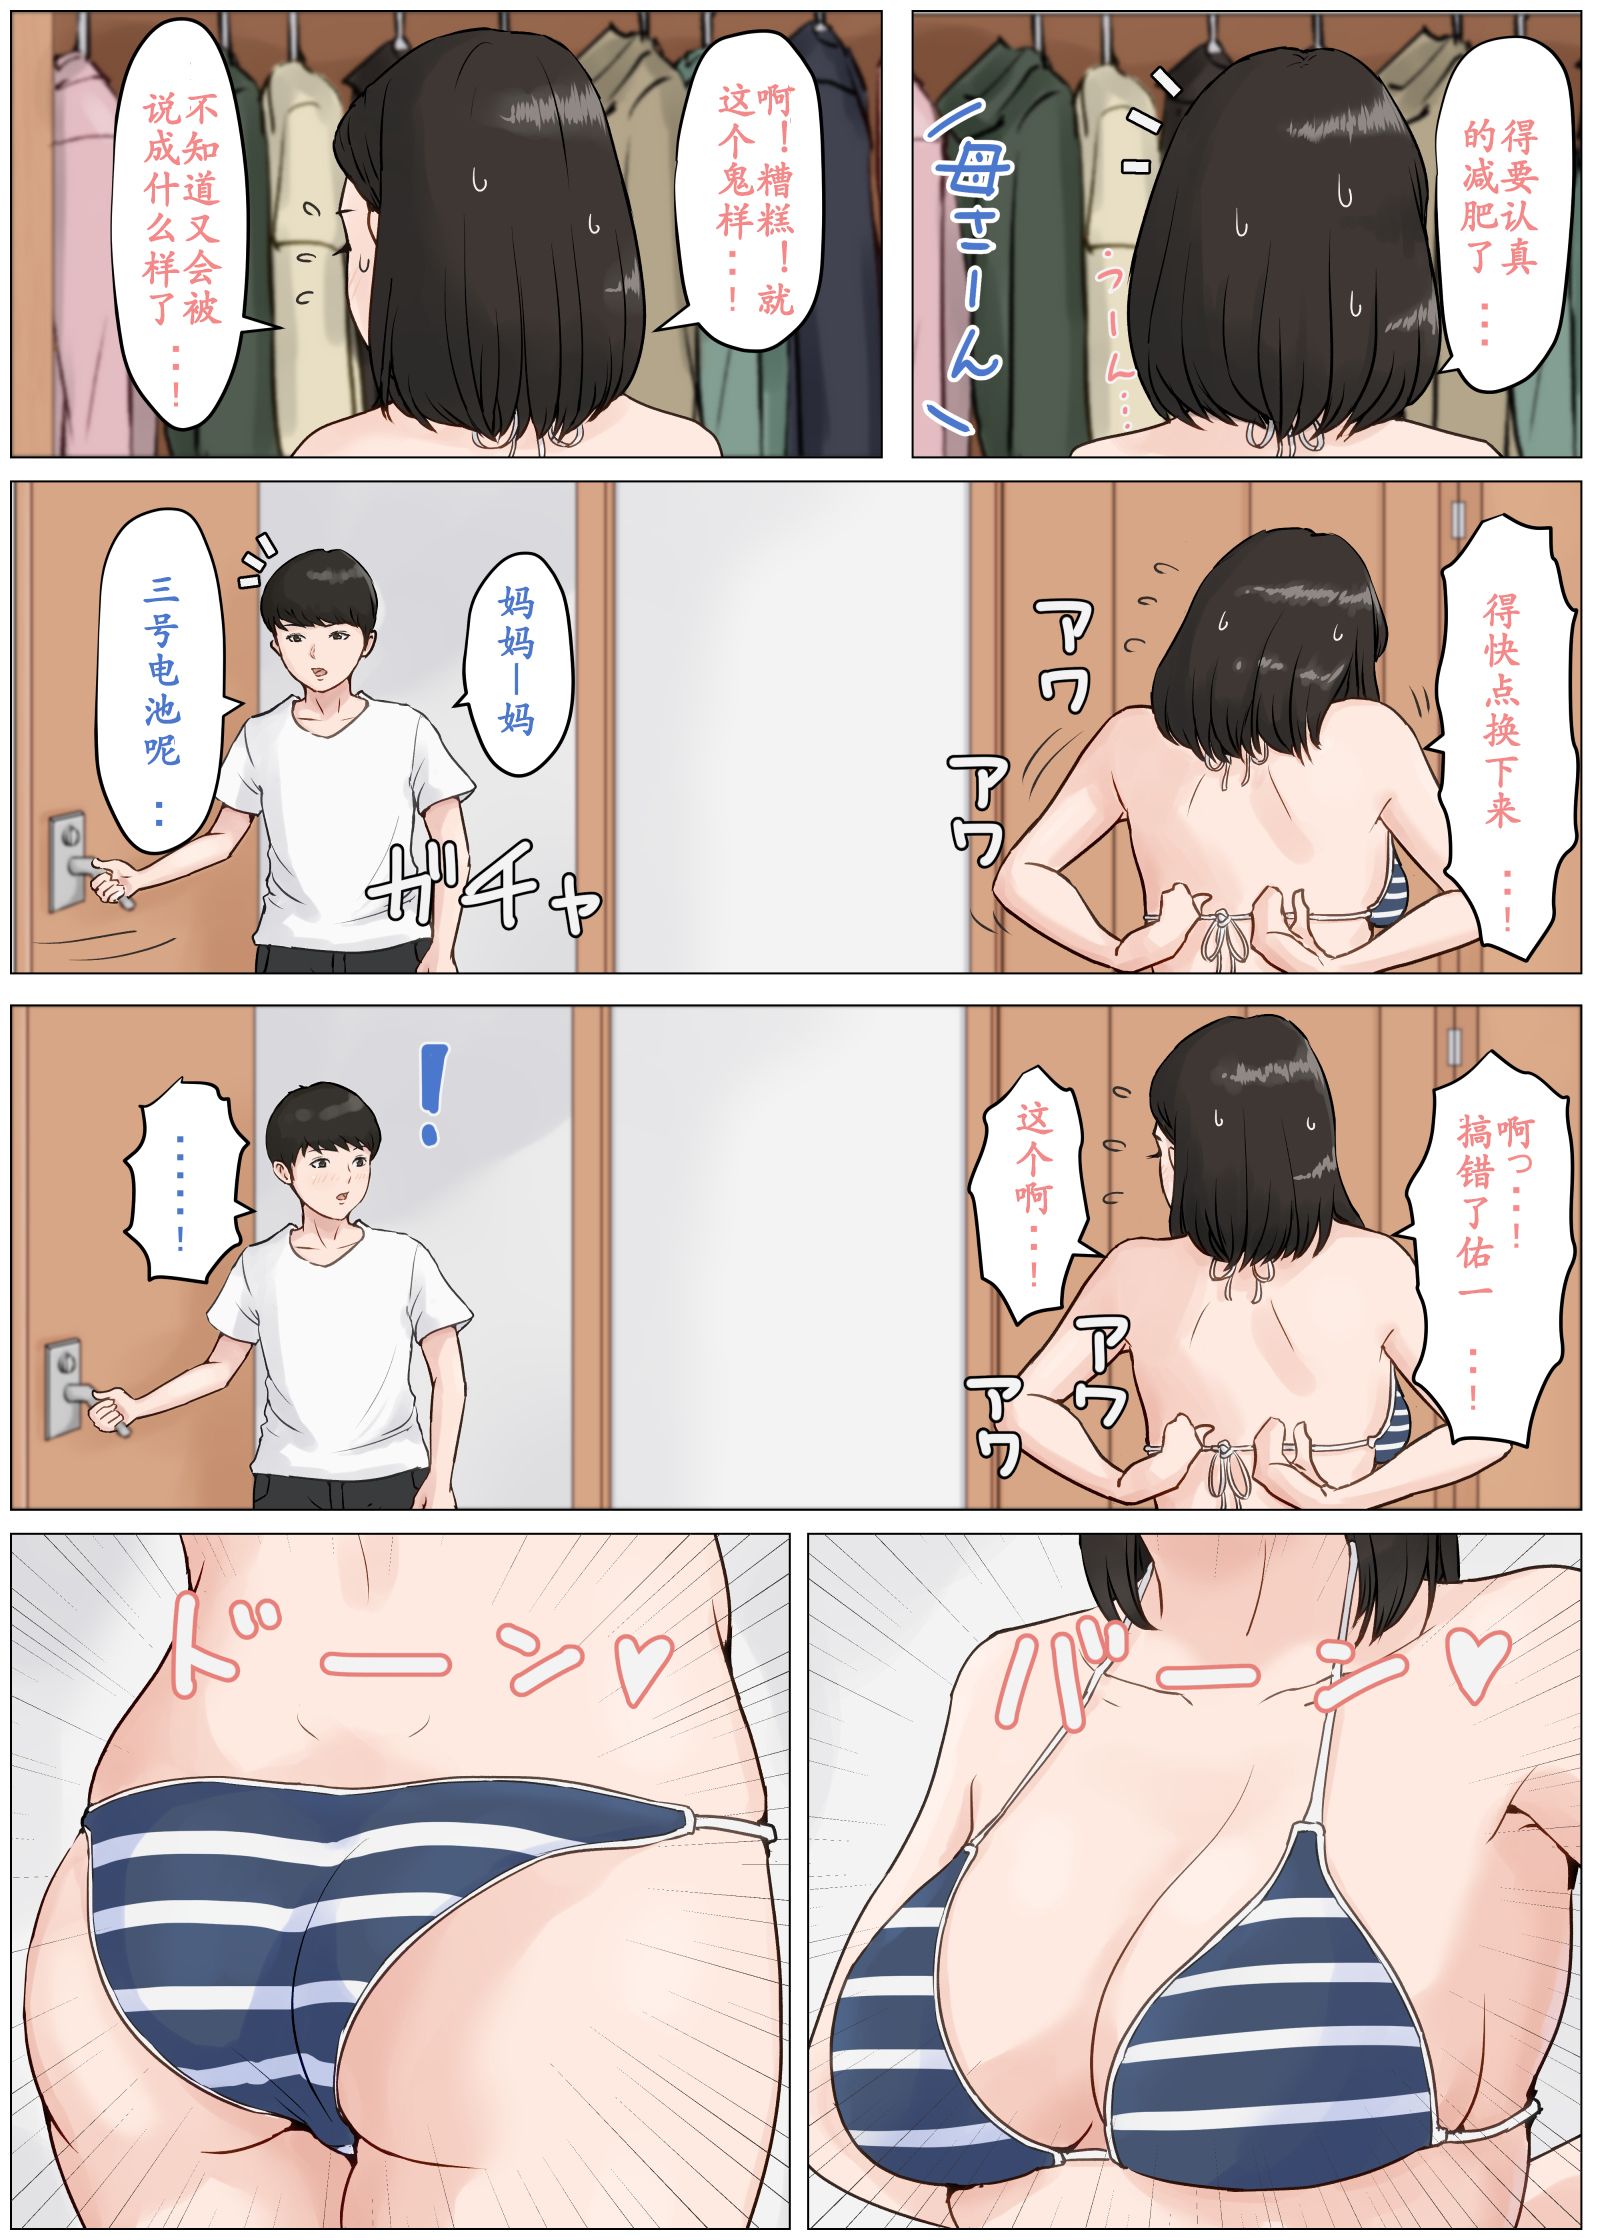 得要认真
的减肥了…
うーん…
母さーん
啊！糟糕！就
这个鬼样…！
不知道又会被
说成什么样了…！
得快点换下来…！
アワ
アワ
妈妈—妈
三号电池呢…
ガチャ
啊っ…！
搞错了佑一…！
这个啊…！
アワ
アワ
！
……！
バーン♡
ドーン♡